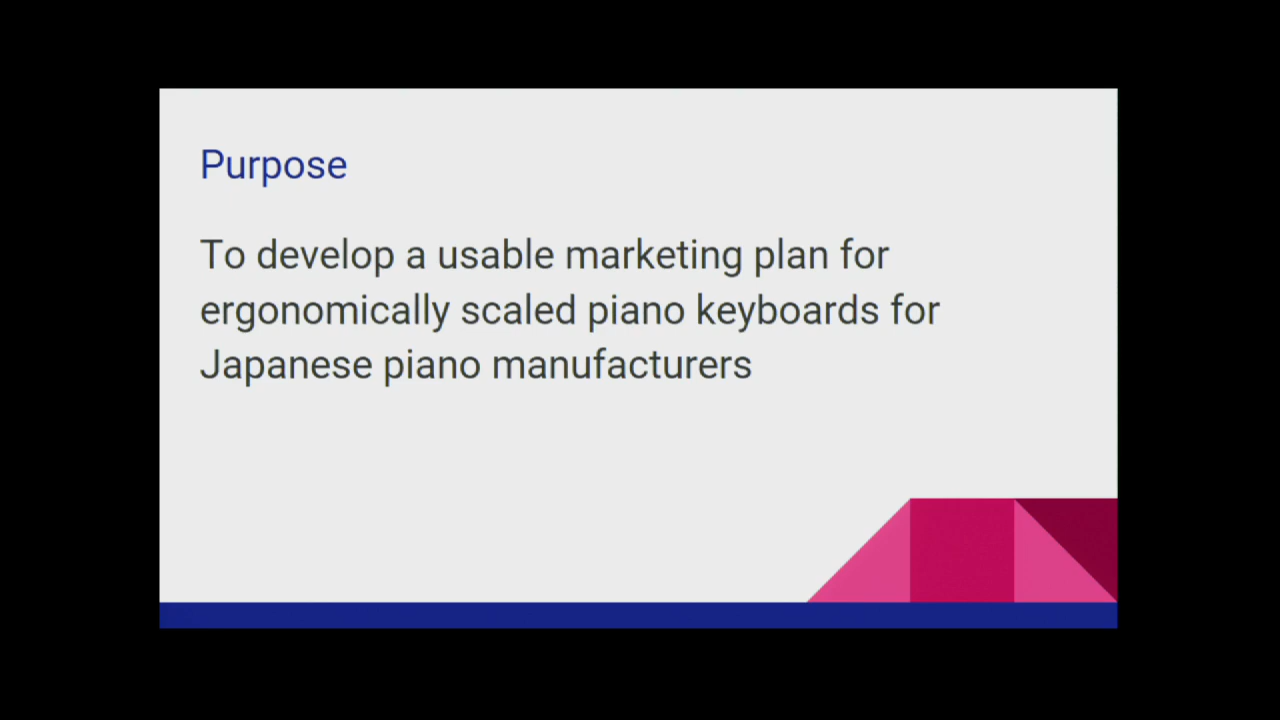 Purpose
To develop a usable marketing plan for
ergonomically scaled piano keyboards for
Japanese piano manufacturers